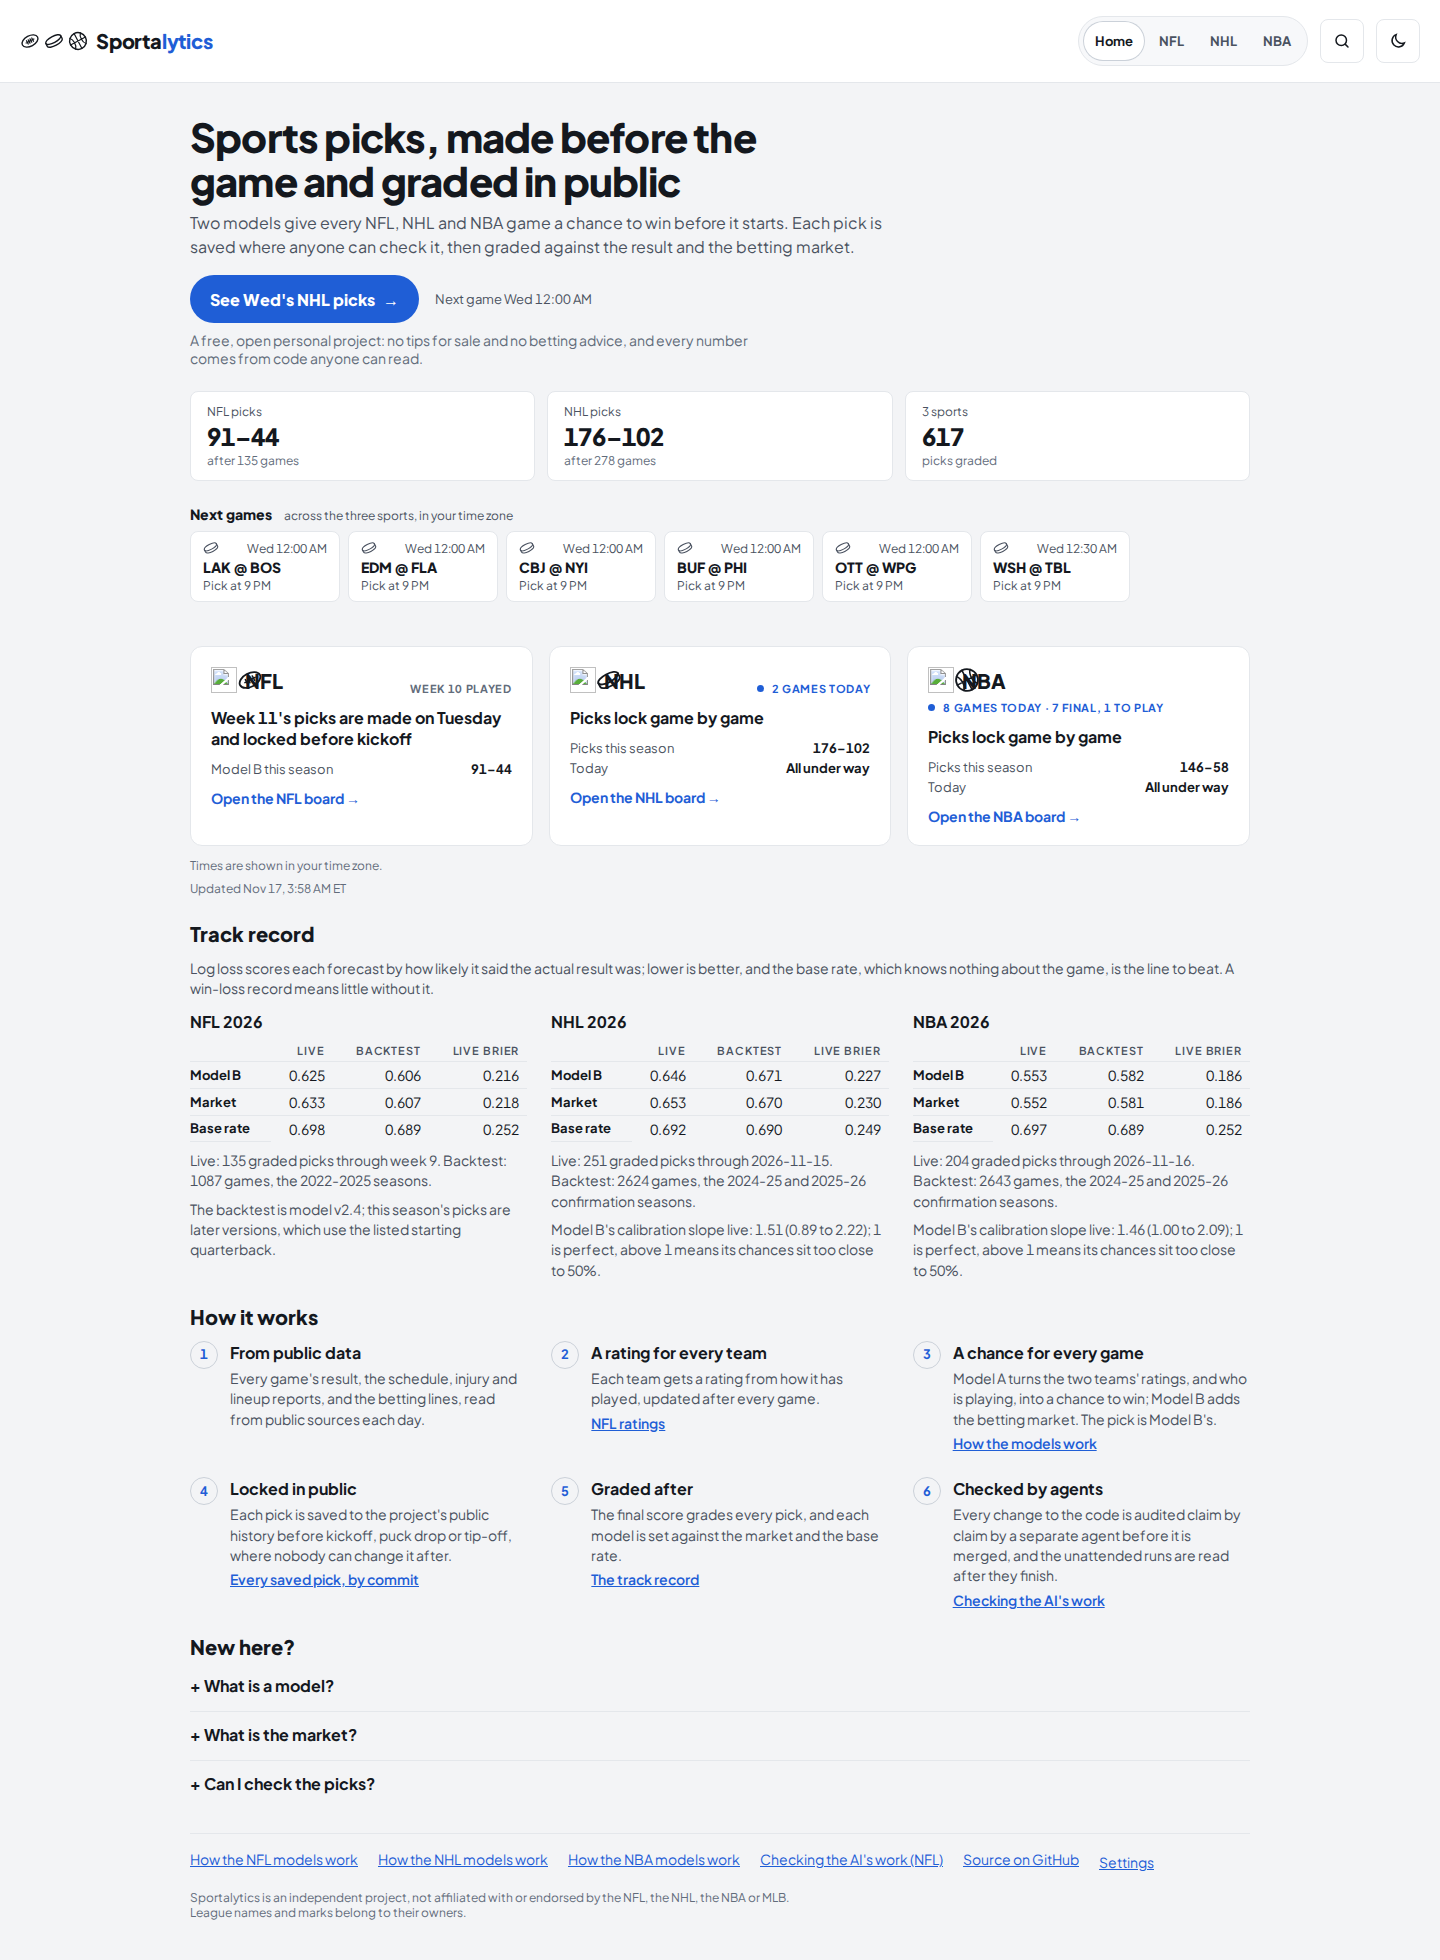 Sportalytics
Home NFL NHL NBA
Sports picks, made before the
game and graded in public
Two models give every NFL, NHL and NBA game a chance to win before it starts. Each pick is
saved where anyone can check it, then graded against the result and the betting market.
See Wed's NHL picks →
Next game Wed 12:00 AM
A free, open personal project: no tips for sale and no betting advice, and every number
comes from code anyone can read.
NFL picks
91–44
after 135 games
NHL picks
176–102
after 278 games
3 sports
617
picks graded
Next games across the three sports, in your time zone
Wed 12:00 AM
LAK @ BOS
Pick at 9 PM
Wed 12:00 AM
EDM @ FLA
Pick at 9 PM
Wed 12:00 AM
CBJ @ NYI
Pick at 9 PM
Wed 12:00 AM
BUF @ PHI
Pick at 9 PM
Wed 12:00 AM
OTT @ WPG
Pick at 9 PM
Wed 12:30 AM
WSH @ TBL
Pick at 9 PM
NFL
WEEK 10 PLAYED
Week 11's picks are made on Tuesday
and locked before kickoff
Model B this season 91–44
Open the NFL board →
NHL
2 GAMES TODAY
Picks lock game by game
Picks this season 176–102
Today All under way
Open the NHL board →
NBA
8 GAMES TODAY · 7 FINAL, 1 TO PLAY
Picks lock game by game
Picks this season 146–58
Today All under way
Open the NBA board →
Times are shown in your time zone.
Updated Nov 17, 3:58 AM ET
Track record
Log loss scores each forecast by how likely it said the actual result was; lower is better, and the base rate, which knows nothing about the game, is the line to beat. A
win-loss record means little without it.
NFL 2026
LIVE BACKTEST LIVE BRIER
Model B 0.625 0.606 0.216
Market 0.633 0.607 0.218
Base rate 0.698 0.689 0.252
Live: 135 graded picks through week 9. Backtest:
1087 games, the 2022-2025 seasons.
The backtest is model v2.4; this season's picks are
later versions, which use the listed starting
quarterback.
NHL 2026
LIVE BACKTEST LIVE BRIER
Model B 0.646 0.671 0.227
Market 0.653 0.670 0.230
Base rate 0.692 0.690 0.249
Live: 251 graded picks through 2026-11-15.
Backtest: 2624 games, the 2024-25 and 2025-26
confirmation seasons.
Model B's calibration slope live: 1.51 (0.89 to 2.22); 1
is perfect, above 1 means its chances sit too close
to 50%.
NBA 2026
LIVE BACKTEST LIVE BRIER
Model B 0.553 0.582 0.186
Market 0.552 0.581 0.186
Base rate 0.697 0.689 0.252
Live: 204 graded picks through 2026-11-16.
Backtest: 2643 games, the 2024-25 and 2025-26
confirmation seasons.
Model B's calibration slope live: 1.46 (1.00 to 2.09); 1
is perfect, above 1 means its chances sit too close
to 50%.
How it works
1 From public data
Every game's result, the schedule, injury and
lineup reports, and the betting lines, read
from public sources each day.
2 A rating for every team
Each team gets a rating from how it has
played, updated after every game.
NFL ratings
3 A chance for every game
Model A turns the two teams' ratings, and who
is playing, into a chance to win; Model B adds
the betting market. The pick is Model B's.
How the models work
4 Locked in public
Each pick is saved to the project's public
history before kickoff, puck drop or tip-off,
where nobody can change it after.
Every saved pick, by commit
5 Graded after
The final score grades every pick, and each
model is set against the market and the base
rate.
The track record
6 Checked by agents
Every change to the code is audited claim by
claim by a separate agent before it is
merged, and the unattended runs are read
after they finish.
Checking the AI's work
New here?
+ What is a model?
+ What is the market?
+ Can I check the picks?
How the NFL models work How the NHL models work How the NBA models work Checking the AI's work (NFL) Source on GitHub Settings
Sportalytics is an independent project, not affiliated with or endorsed by the NFL, the NHL, the NBA or MLB.
League names and marks belong to their owners.